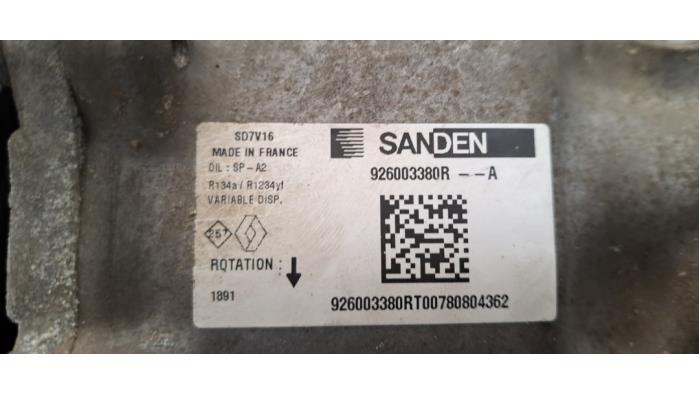 SD7V16
MADE IN FRANCE
OIL : SP-A2
R134a / R1234yf
VARIABLE DISP.
257
ROTATION :
1891
SANDEN
926003380R --A
926003380RT00780804362